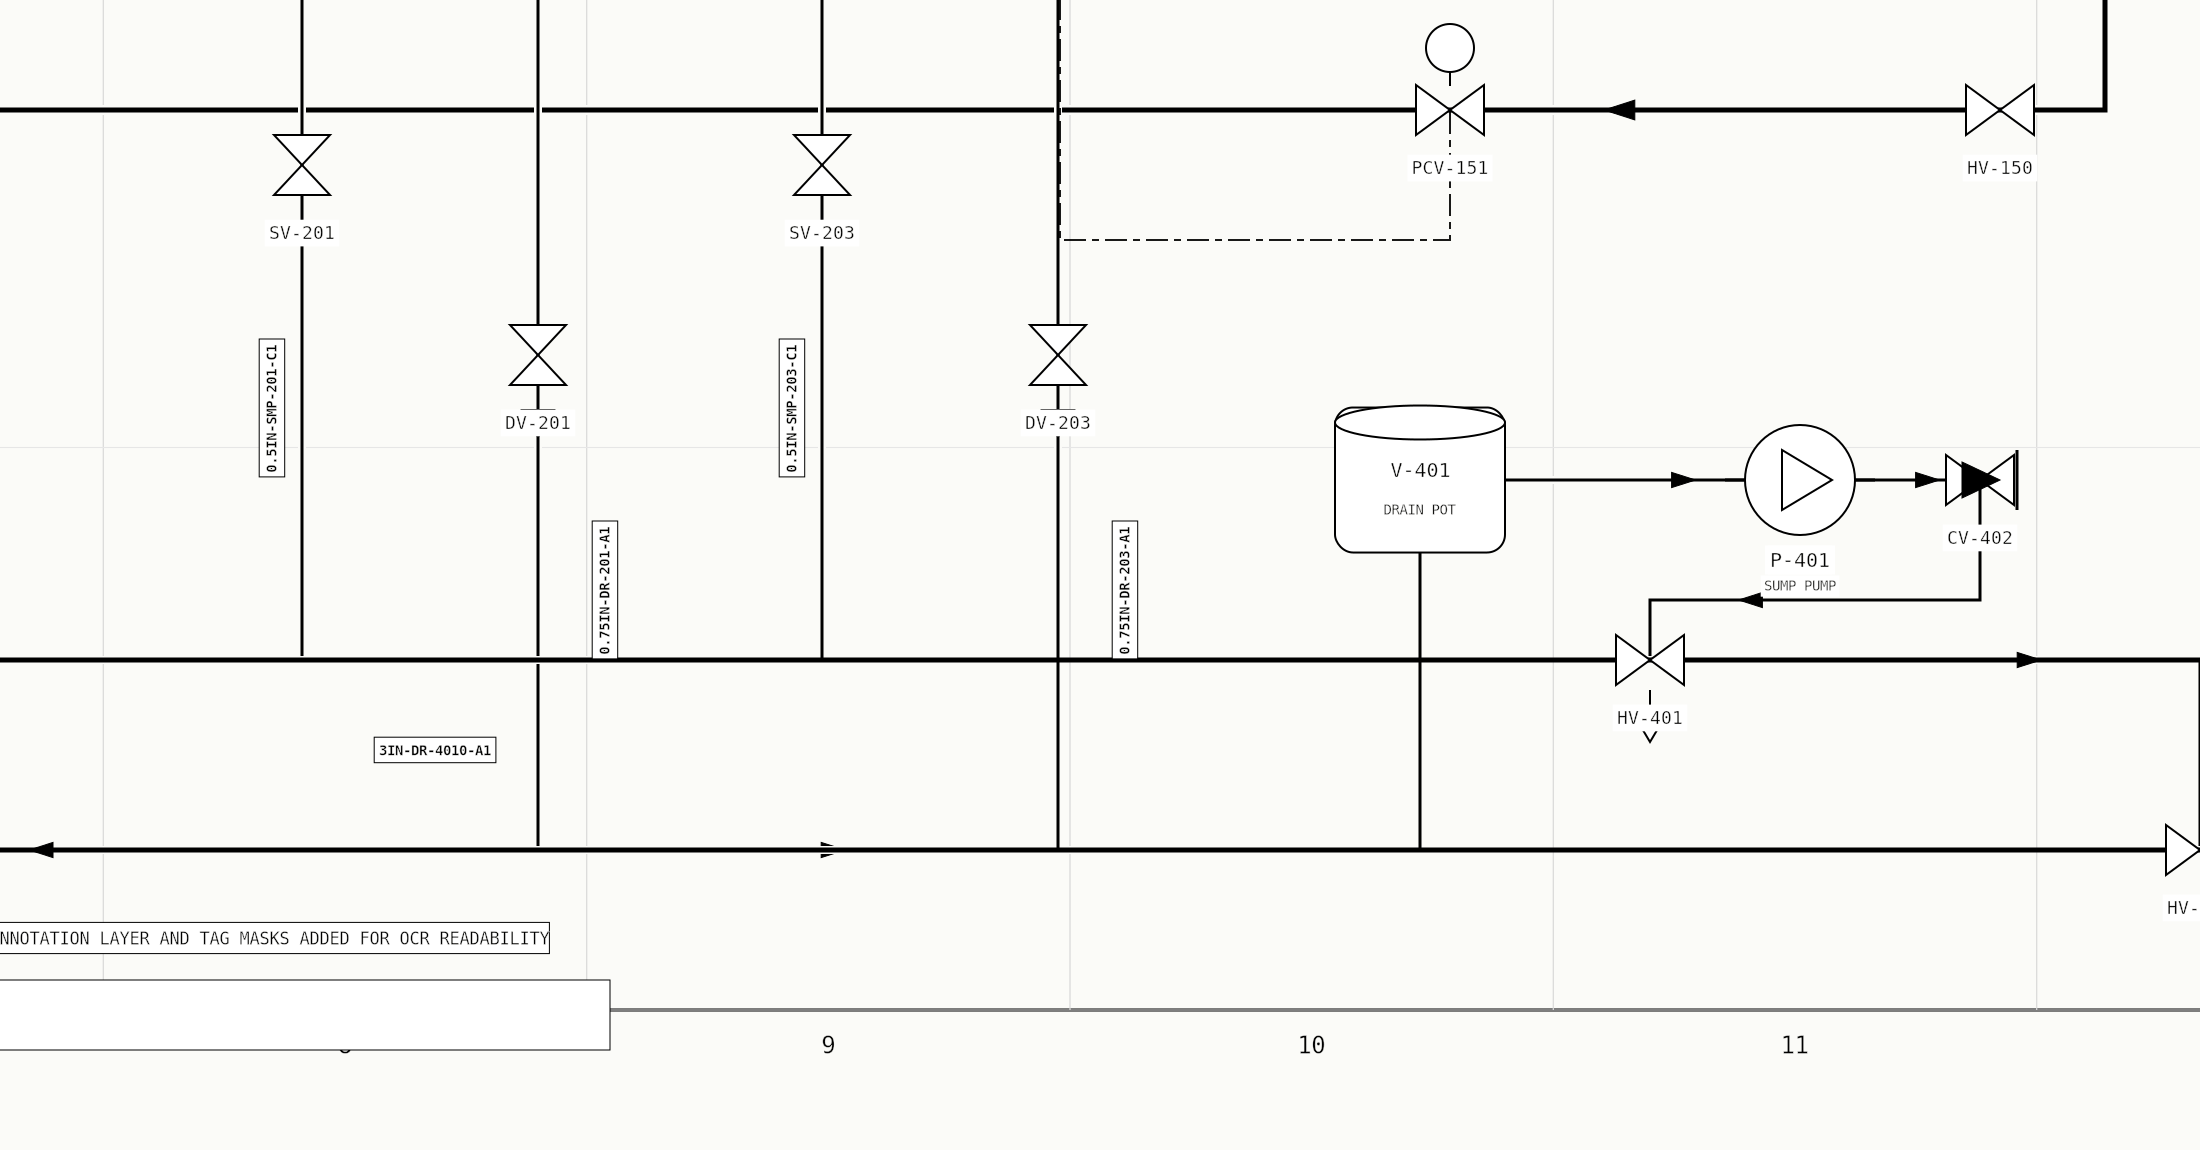 PCV-151
HV-150
SV-201
SV-203
0.5IN-SMP-201-C1
0.5IN-SMP-203-C1
DV-201
DV-203
V-401
DRAIN POT
CV-402
P-401
SUMP PUMP
0.75IN-DR-201-A1
0.75IN-DR-203-A1
HV-401
3IN-DR-4010-A1
HV-
NNOTATION LAYER AND TAG MASKS ADDED FOR OCR READABILITY
9
10
11